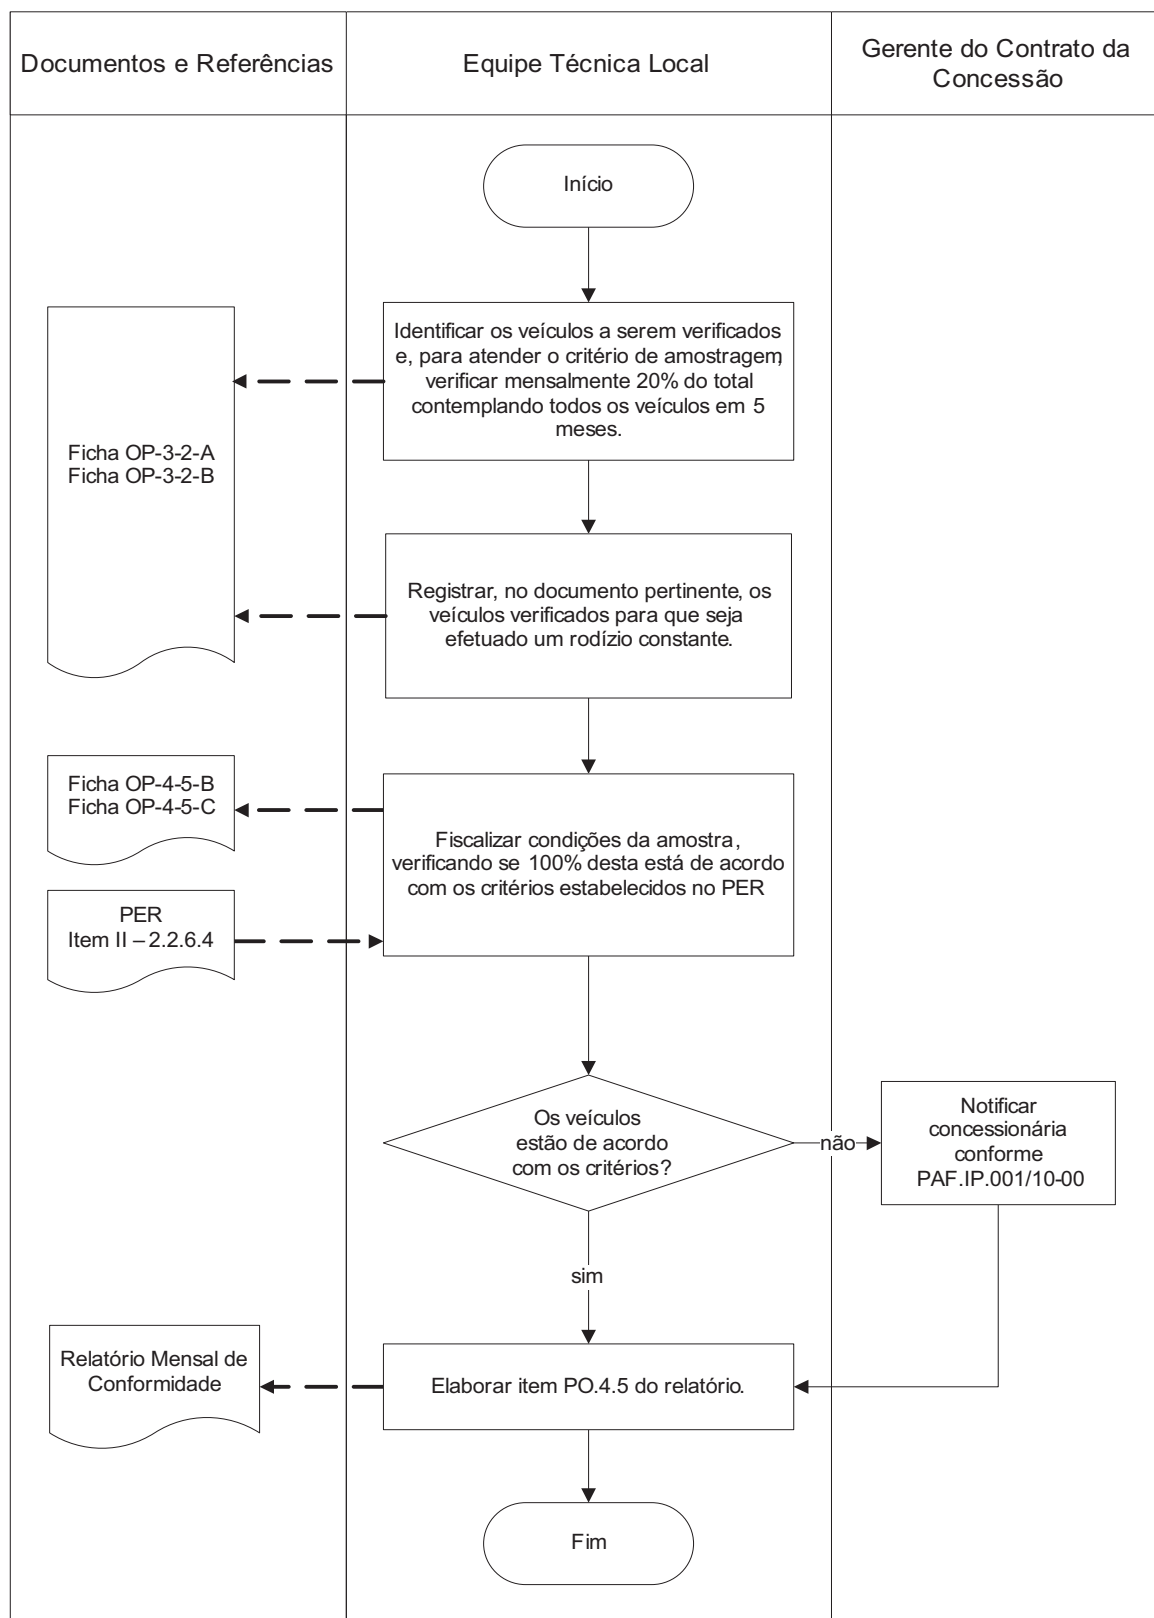 Documentos e Referências
Equipe Técnica Local
Gerente do Contrato da
Concessão
Início
Identificar os veículos a serem verificados
e, para atender o critério de amostragem,
verificar mensalmente 20% do total
contemplando todos os veículos em 5
meses.
Ficha OP-3-2-A
Ficha OP-3-2-B
Registrar, no documento pertinente, os
veículos verificados para que seja
efetuado um rodízio constante.
Ficha OP-4-5-B
Ficha OP-4-5-C
Fiscalizar condições da amostra,
verificando se 100% desta está de acordo
com os critérios estabelecidos no PER
PER
Item II – 2.2.6.4
Os veículos
estão de acordo
com os critérios?
não
Notificar
concessionária
conforme
PAF.IP.001/10-00
sim
Relatório Mensal de
Conformidade
Elaborar item PO.4.5 do relatório.
Fim